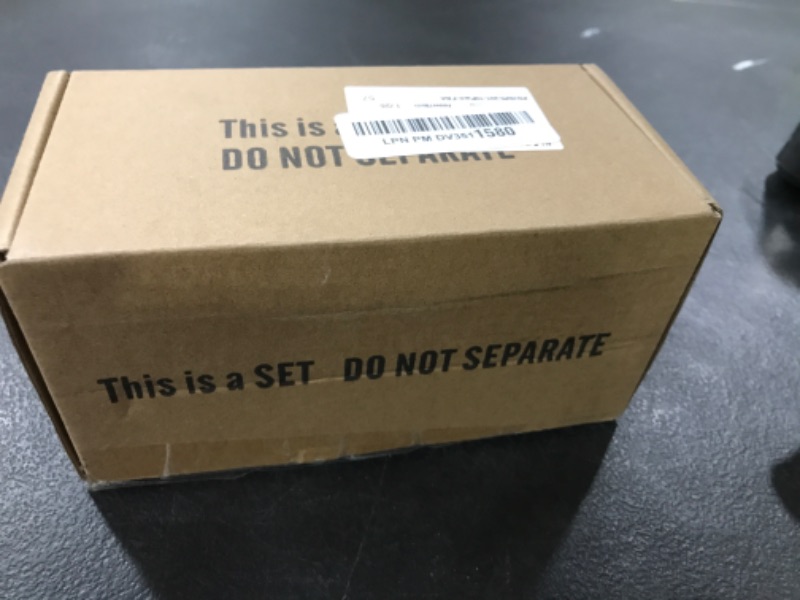 This is a
DO NOT SEPARATE
LPN PM DV3611580
This is a SET DO NOT SEPARATE